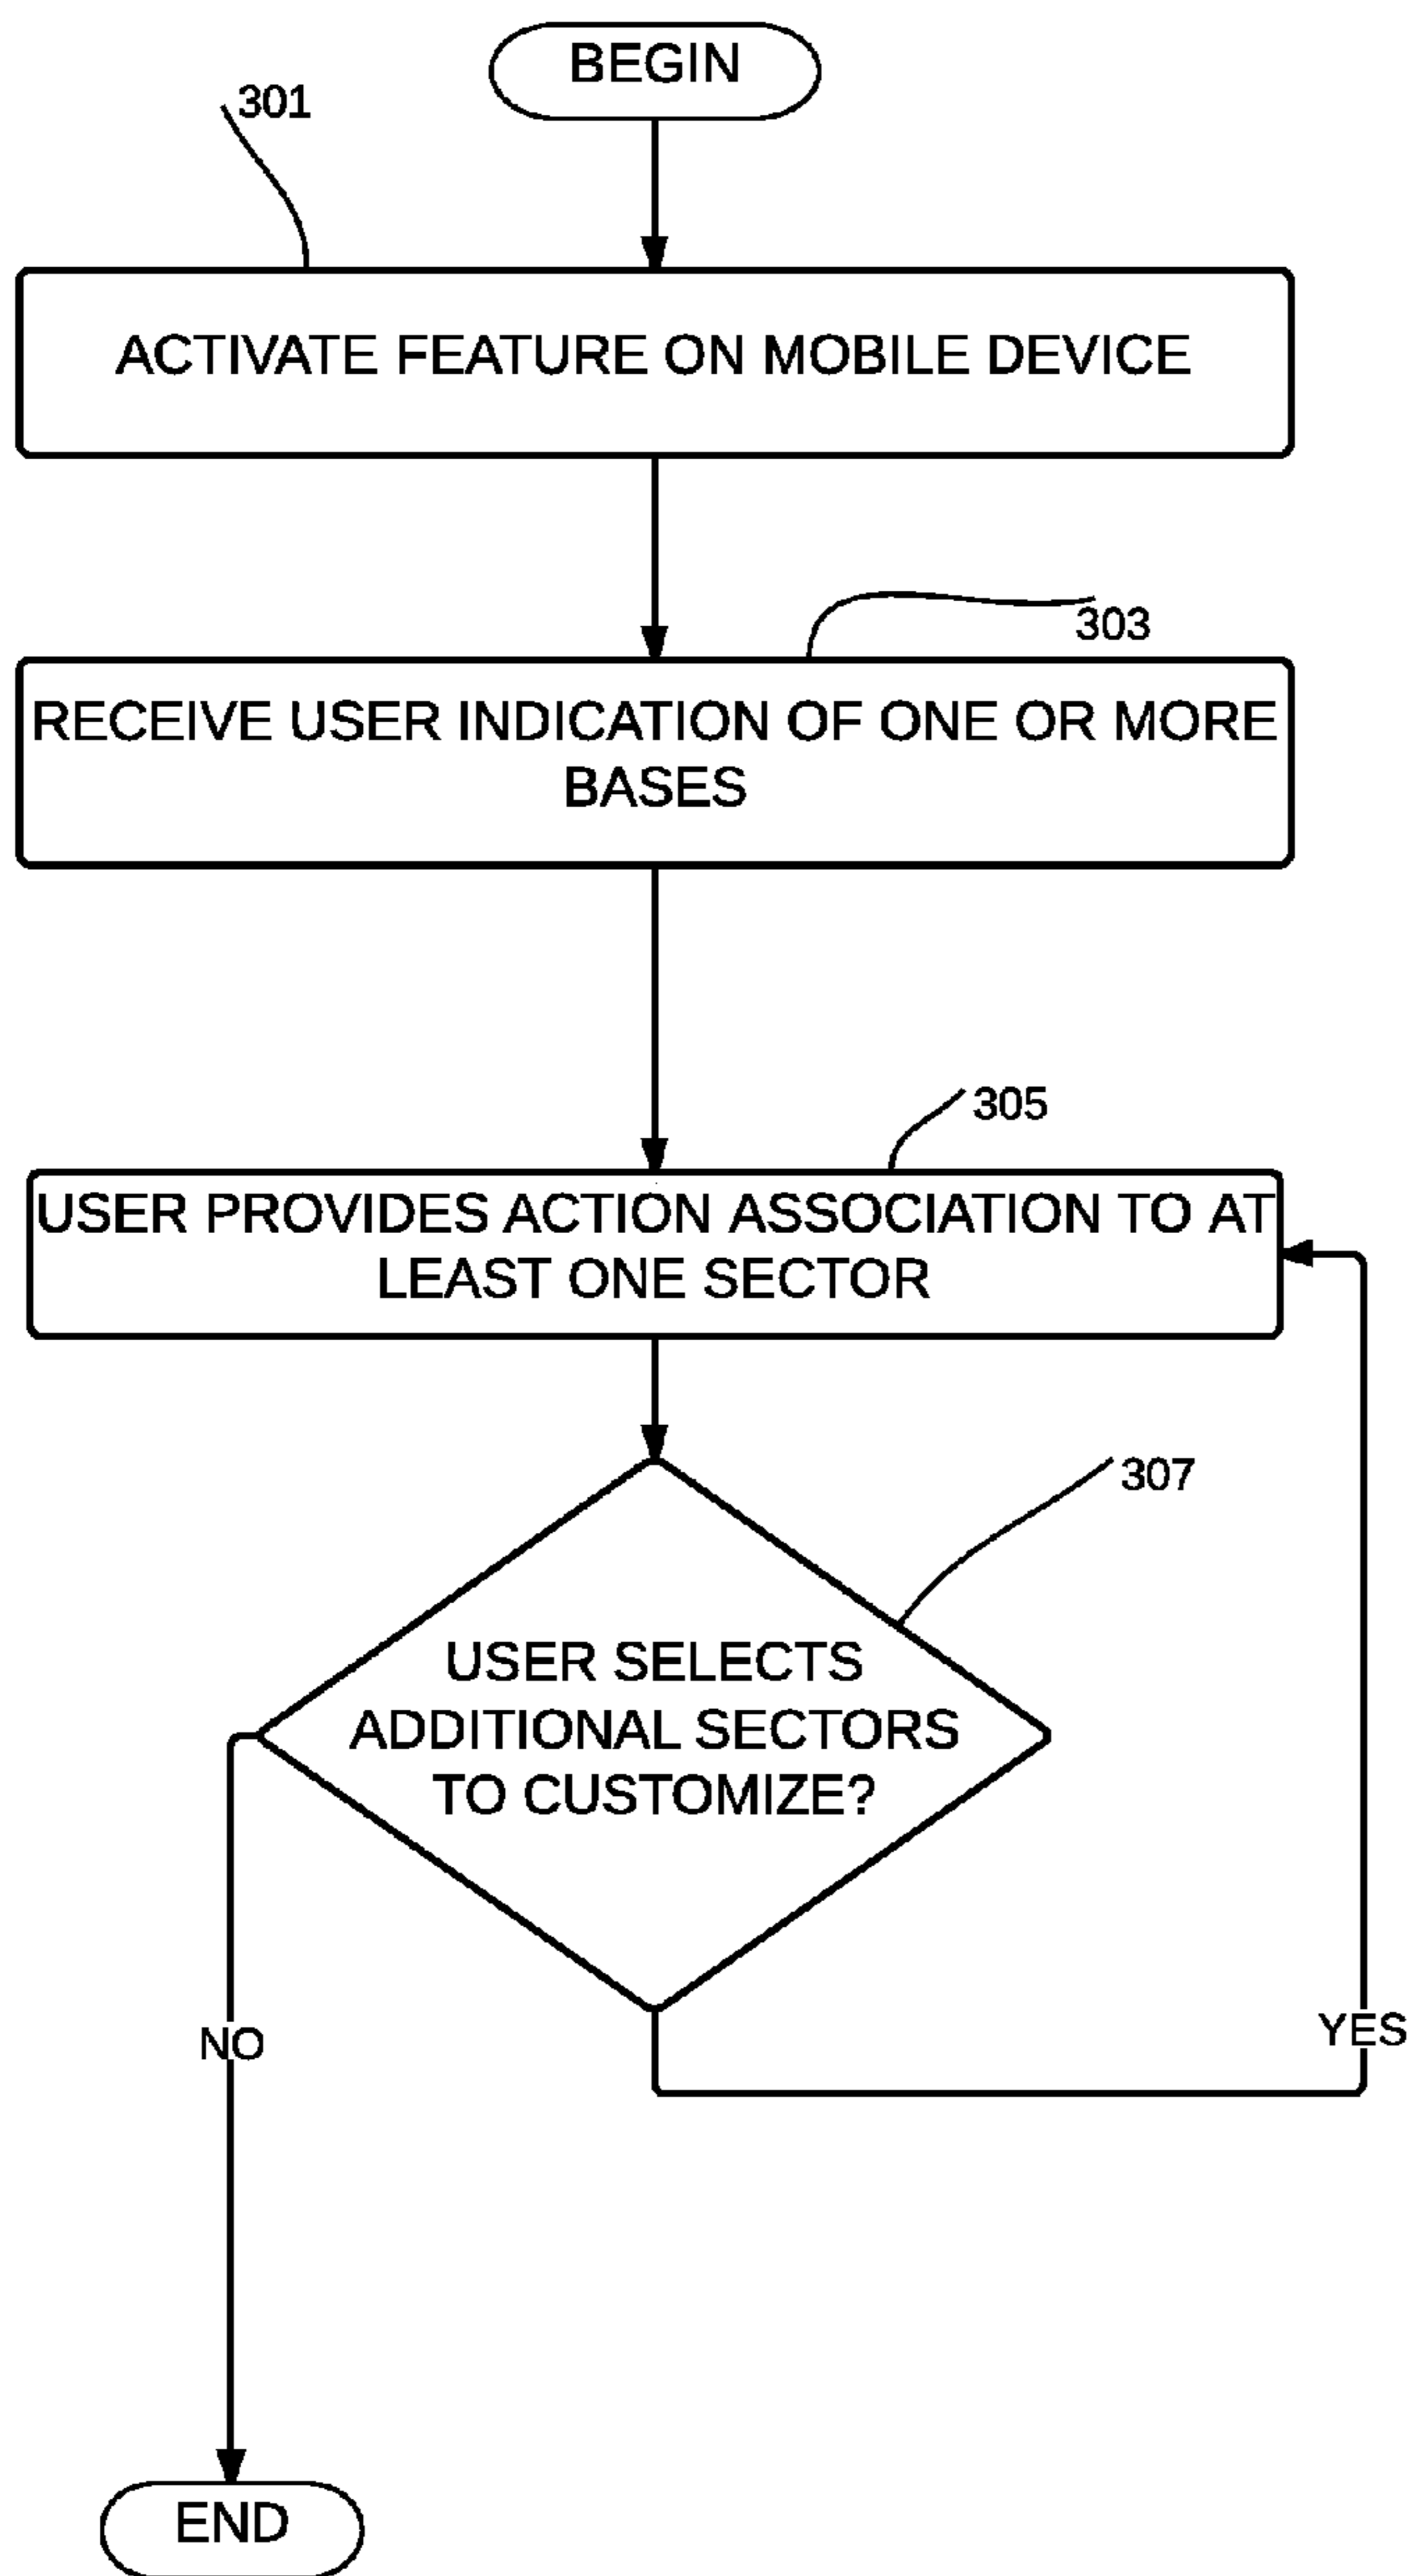 BEGIN
301
ACTIVATE FEATURE ON MOBILE DEVICE
303
RECEIVE USER INDICATION OF ONE OR MORE
BASES
305
USER PROVIDES ACTION ASSOCIATION TO AT
LEAST ONE SECTOR
307
USER SELECTS
ADDITIONAL SECTORS
TO CUSTOMIZE?
NO
YES
END